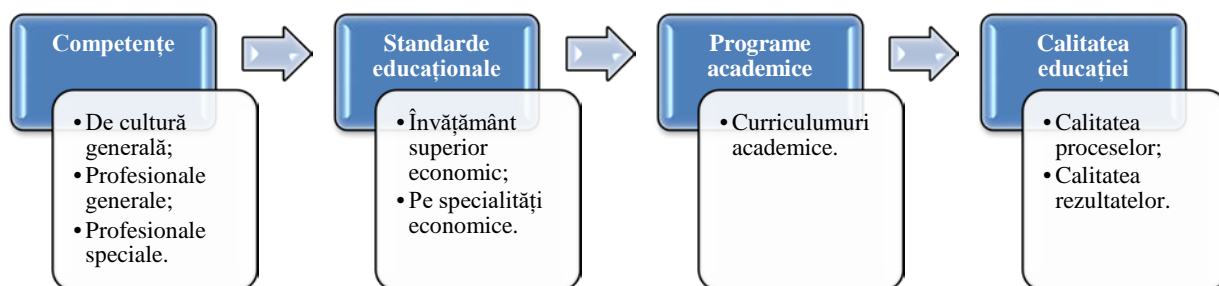 Competențe
• De cultură
generală;
• Profesionale
generale;
• Profesionale
speciale.
Standarde
educaționale
• Învățământ
superior
economic;
• Pe specialități
economice.
Programe
academice
• Curriculumuri
academice.
Calitatea
educației
• Calitatea
proceselor;
• Calitatea
rezultatelor.